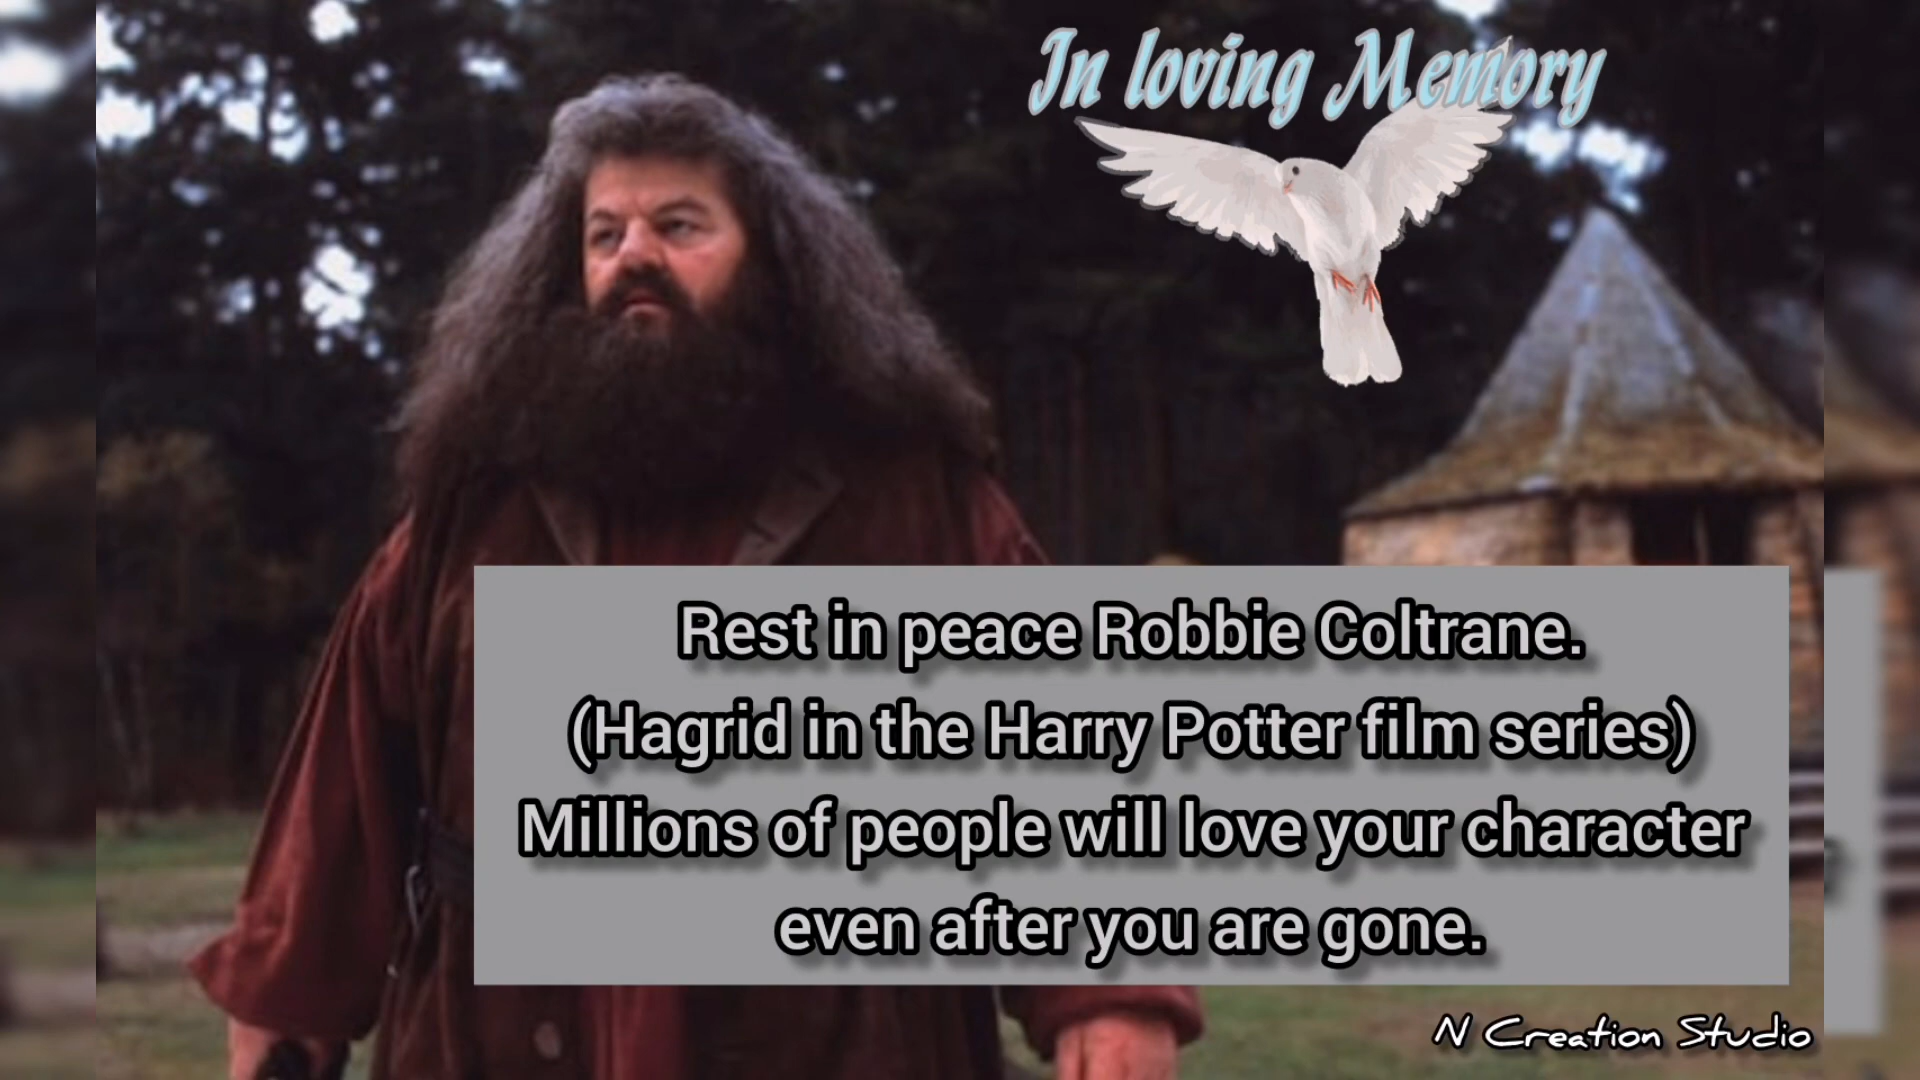 In loving Memory
Rest in peace Robbie Coltrane.
(Hagrid in the Harry Potter film series)
Millions of people will love your character
even after you are gone.
N Creation Studio